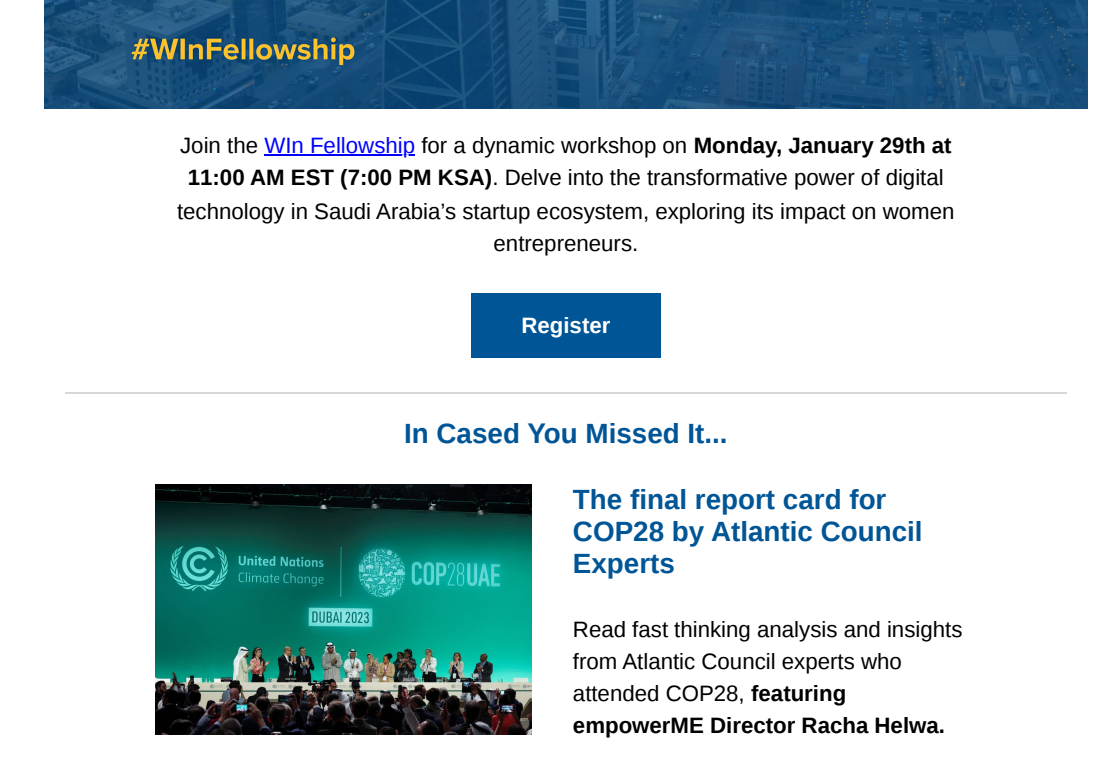 #WInFellowship
Join the WIn Fellowship for a dynamic workshop on Monday, January 29th at
11:00 AM EST (7:00 PM KSA). Delve into the transformative power of digital
technology in Saudi Arabia’s startup ecosystem, exploring its impact on women
entrepreneurs.
Register
In Cased You Missed It...
United Nations
Climate Change
COP28UAE
DUBAI 2023
The final report card for
COP28 by Atlantic Council
Experts
Read fast thinking analysis and insights
from Atlantic Council experts who
attended COP28, featuring
empowerME Director Racha Helwa.